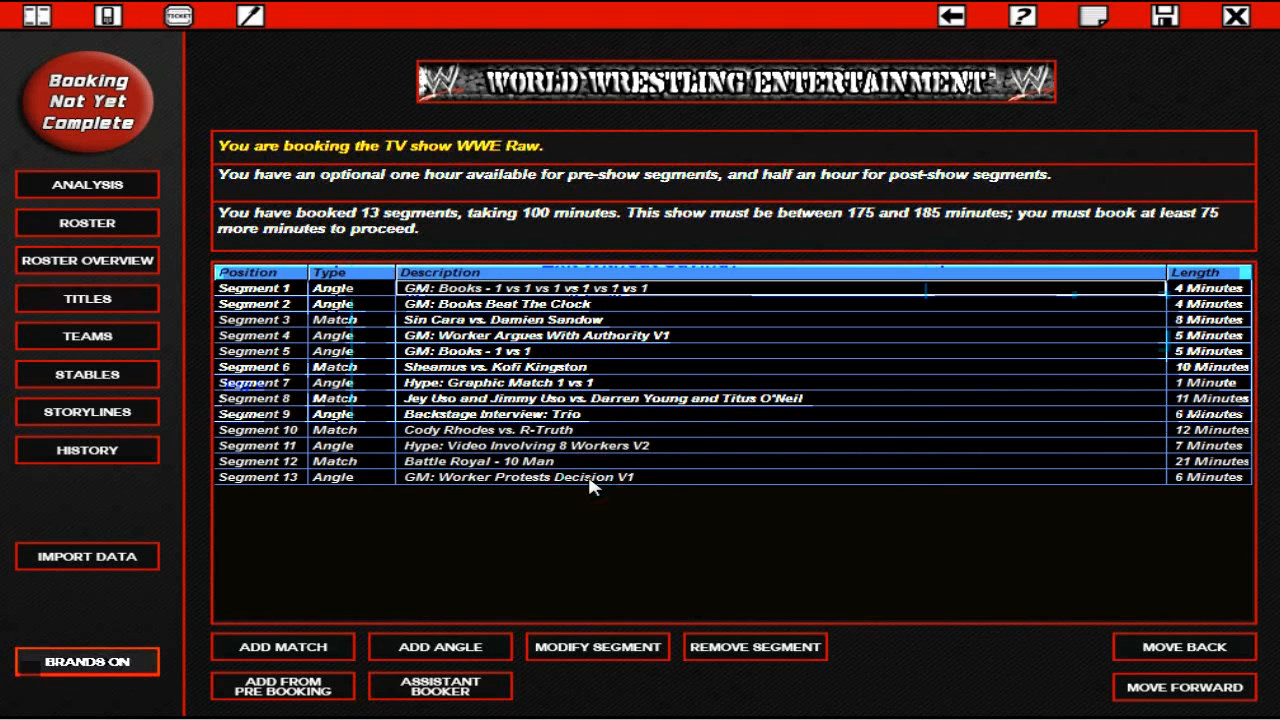 TICKET
?
Booking
Not Yet
Complete
W WORLD WRESTLING ENTERTAINMENT W
You are booking the TV show WWE Raw.
You have an optional one hour available for pre-show segments, and half an hour for post-show segments.
You have booked 13 segments, taking 100 minutes. This show must be between 175 and 185 minutes; you must book at least 75
more minutes to proceed.
ANALYSIS
ROSTER
ROSTER OVERVIEW
TITLES
TEAMS
STABLES
STORYLINES
HISTORY
IMPORT DATA
BRANDS ON
Position Type Description Length
Segment 1 Angle GM: Books - 1 vs 1 vs 1 vs 1 vs 1 vs 1 4 Minutes
Segment 2 Angle GM: Books Beat The Clock 4 Minutes
Segment 3 Match Sin Cara vs. Damien Sandow 8 Minutes
Segment 4 Angle GM: Worker Argues With Authority V1 5 Minutes
Segment 5 Angle GM: Books - 1 vs 1 5 Minutes
Segment 6 Match Sheamus vs. Kofi Kingston 10 Minutes
Segment 7 Angle Hype: Graphic Match 1 vs 1 1 Minute
Segment 8 Match Jey Uso and Jimmy Uso vs. Darren Young and Titus O'Neil 11 Minutes
Segment 9 Angle Backstage Interview: Trio 6 Minutes
Segment 10 Match Cody Rhodes vs. R-Truth 12 Minutes
Segment 11 Angle Hype: Video Involving 8 Workers V2 7 Minutes
Segment 12 Match Battle Royal - 10 Man 21 Minutes
Segment 13 Angle GM: Worker Protests Decision V1 6 Minutes
ADD MATCH
ADD ANGLE
MODIFY SEGMENT
REMOVE SEGMENT
MOVE BACK
ADD FROM
PRE BOOKING
ASSISTANT
BOOKER
MOVE FORWARD